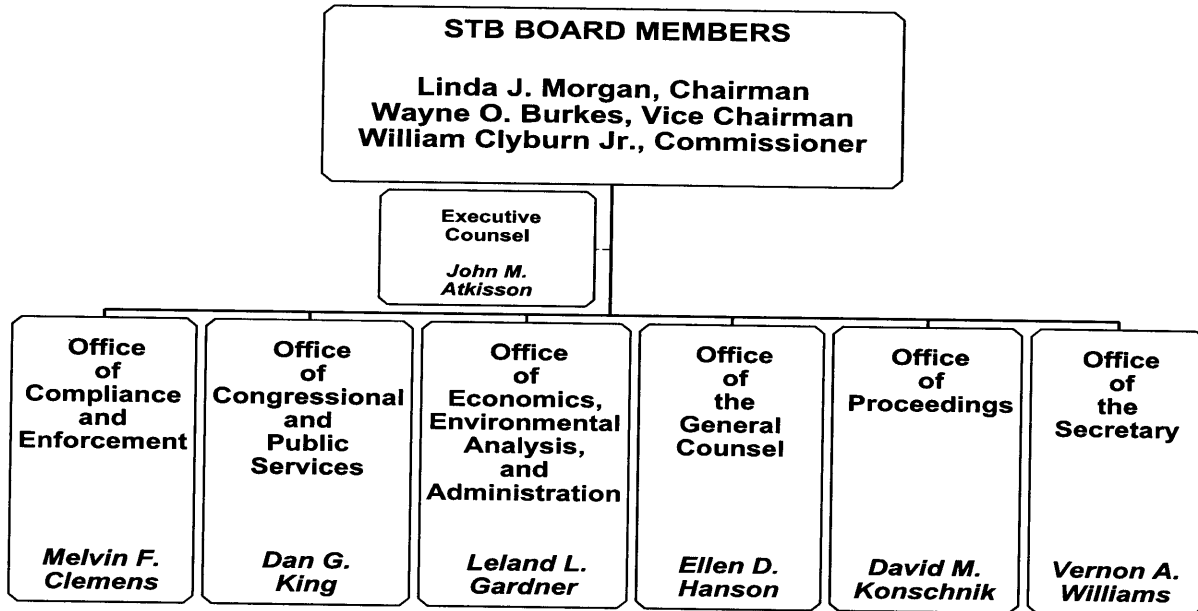 STB BOARD MEMBERS
Linda J. Morgan, Chairman
Wayne O. Burkes, Vice Chairman
William Clyburn Jr., Commissioner
Executive
Counsel
John M.
Atkisson
Office
of
Compliance
and
Enforcement
Melvin F.
Clemens
Office
of
Congressional
and
Public
Services
Dan G.
King
Office
of
Economics,
Environmental
Analysis,
and
Administration
Leland L.
Gardner
Office
of
the
General
Counsel
Ellen D.
Hanson
Office
of
Proceedings
David M.
Konschnik
Office
of
the
Secretary
Vernon A.
Williams